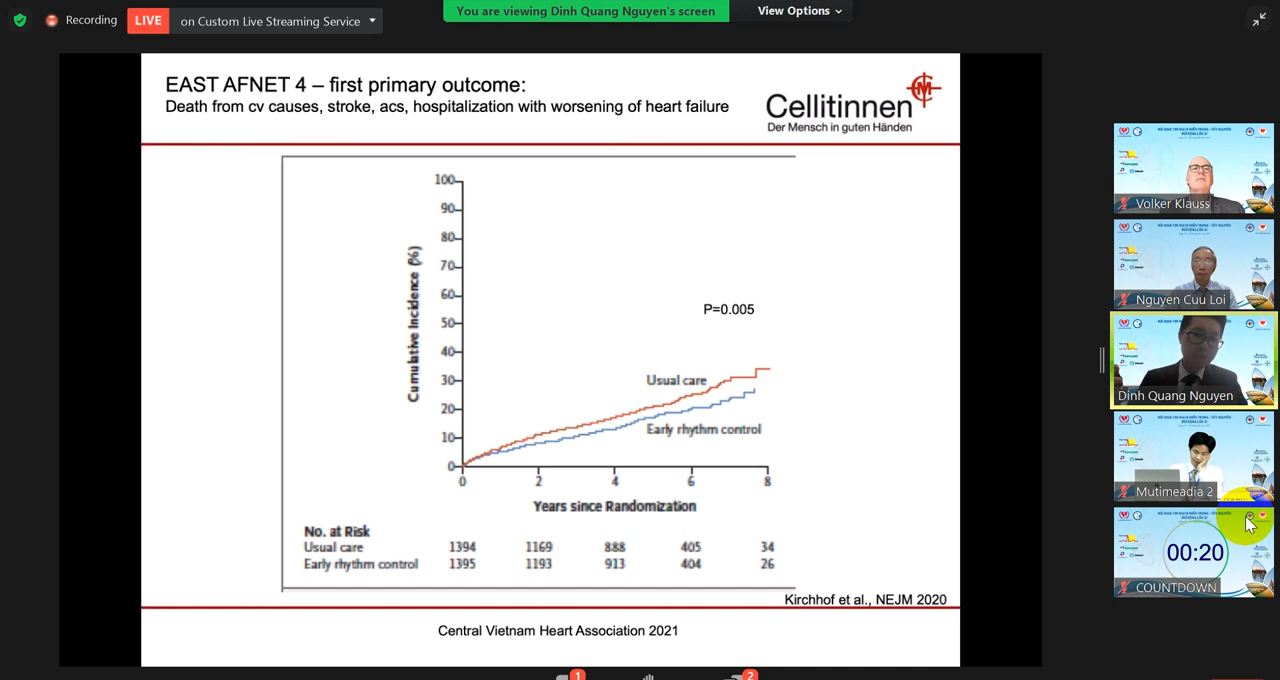 Recording
LIVE
on Custom Live Streaming Service
You are viewing Dinh Quang Nguyen's screen
View Options
EAST AFNET 4 – first primary outcome:
Death from cv causes, stroke, acs, hospitalization with worsening of heart failure
Cellitinnen
Der Mensch in guten Händen
Cumulative Incidence (%)
100
90
80
70
60
50
40
30
20
10
0
P=0.005
Usual care
Early rhythm control
0 2 4 6 8
Years since Randomization
No. at Risk
Usual care 1394 1169 888 405 34
Early rhythm control 1395 1193 913 404 26
Kirchhof et al., NEJM 2020
Central Vietnam Heart Association 2021
Volker Klauss
Nguyen Cuu Loi
Dinh Quang Nguyen
Mutimeadia 2
00:20
COUNTDOWN
1
2